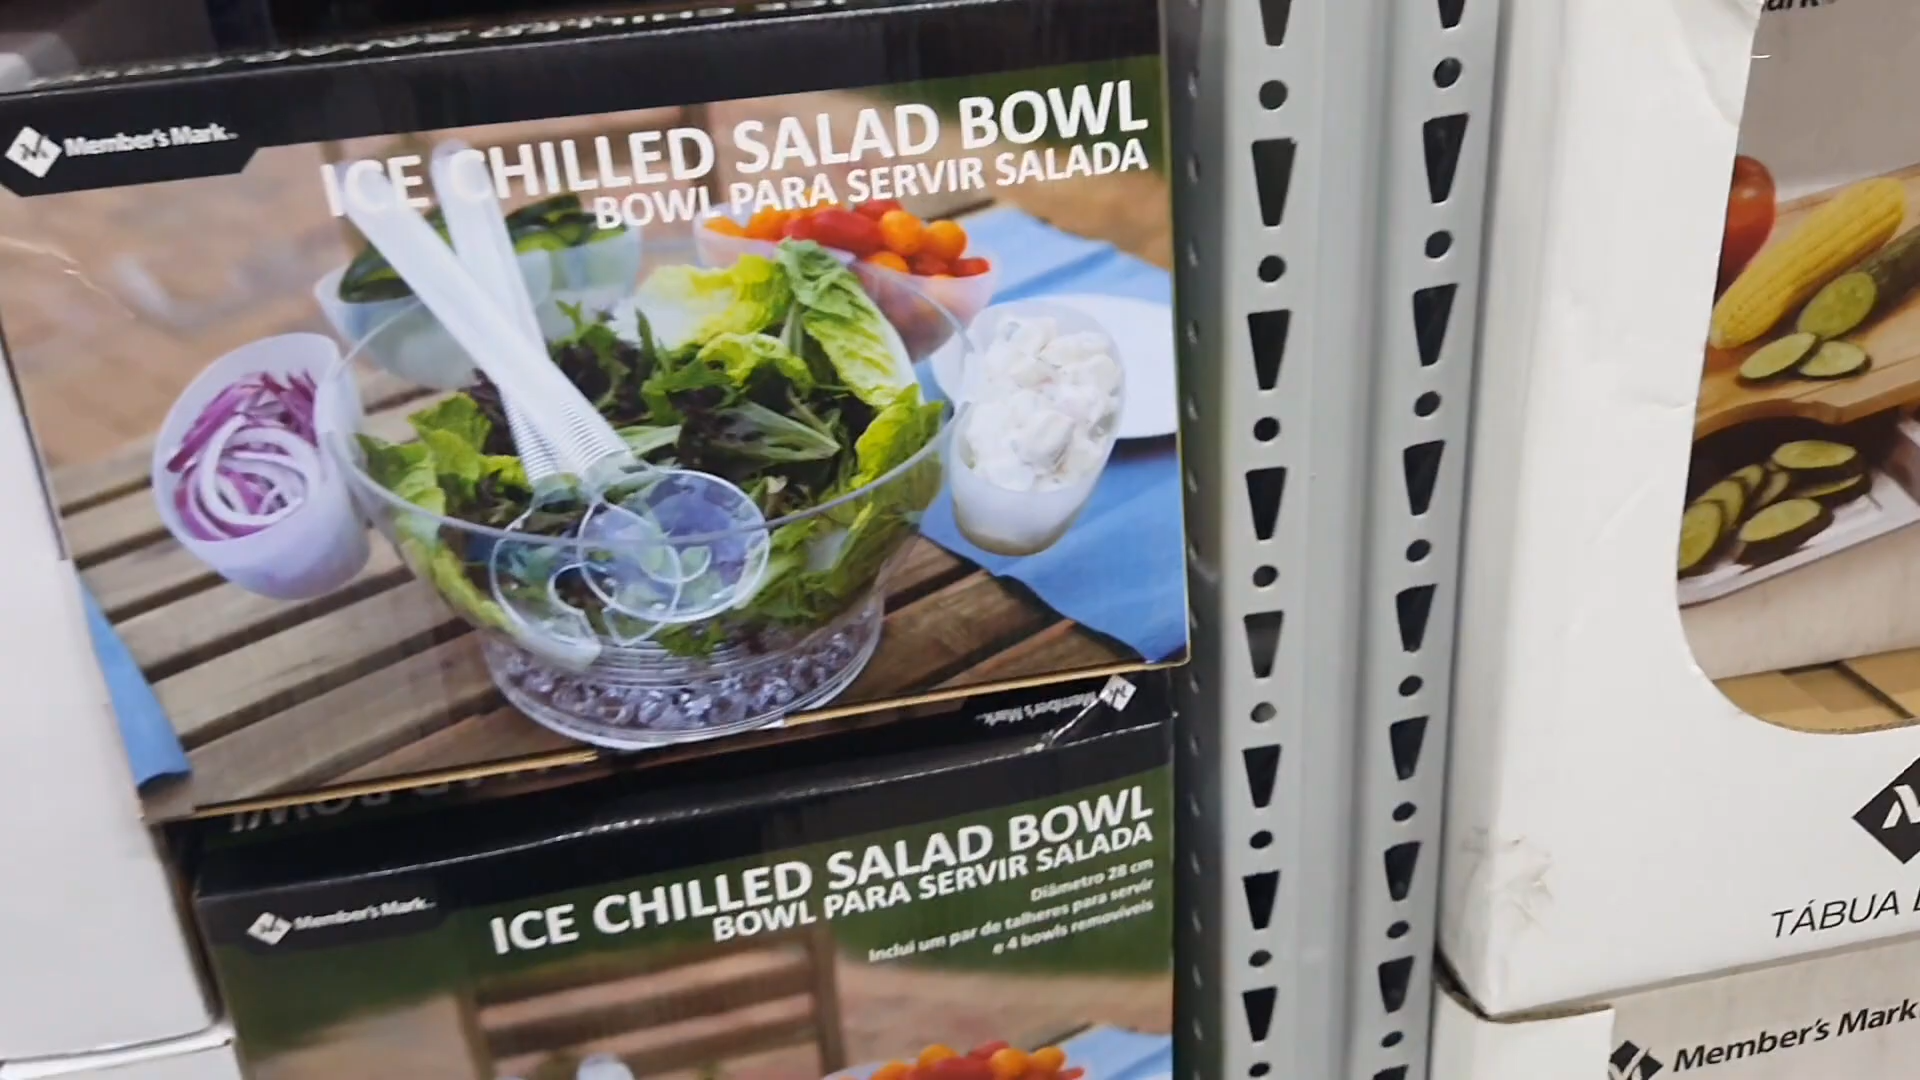 Member's Mark
ICE CHILLED SALAD BOWL
BOWL PARA SERVIR SALADA
Member's Mark
ICE CHILLED SALAD BOWL
BOWL PARA SERVIR SALADA
Diâmetro 28 cm
Inclui um par de talheres para servir
e 4 bowls removíveis
Member's Mark
TÁBUA
Member's Mark